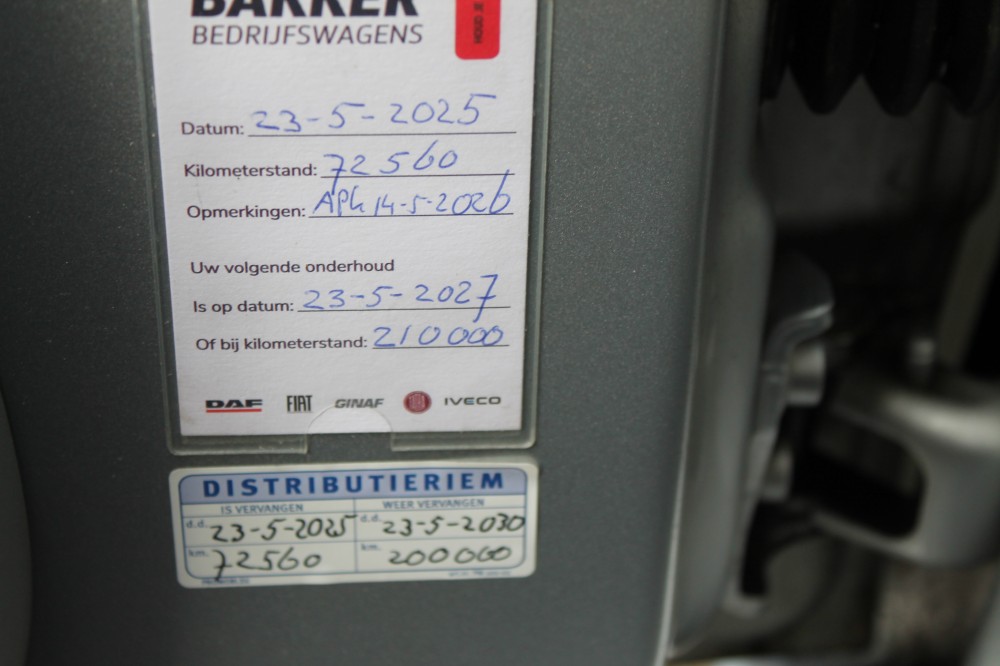 BAKKER
BEDRIJFSWAGENS
Datum: 23-5-2025
Kilometerstand: 72560
Opmerkingen: APk 14-5-2026
Uw volgende onderhoud
Is op datum: 23-5-2027
Of bij kilometerstand: 210000
DAF FIAT GINAF IVECO
DISTRIBUTIERIEM
IS VERVANGEN WEER VERVANGEN
d.d. 23-5-2025 d.d. 23-5-2030
km. 72560 km. 200000